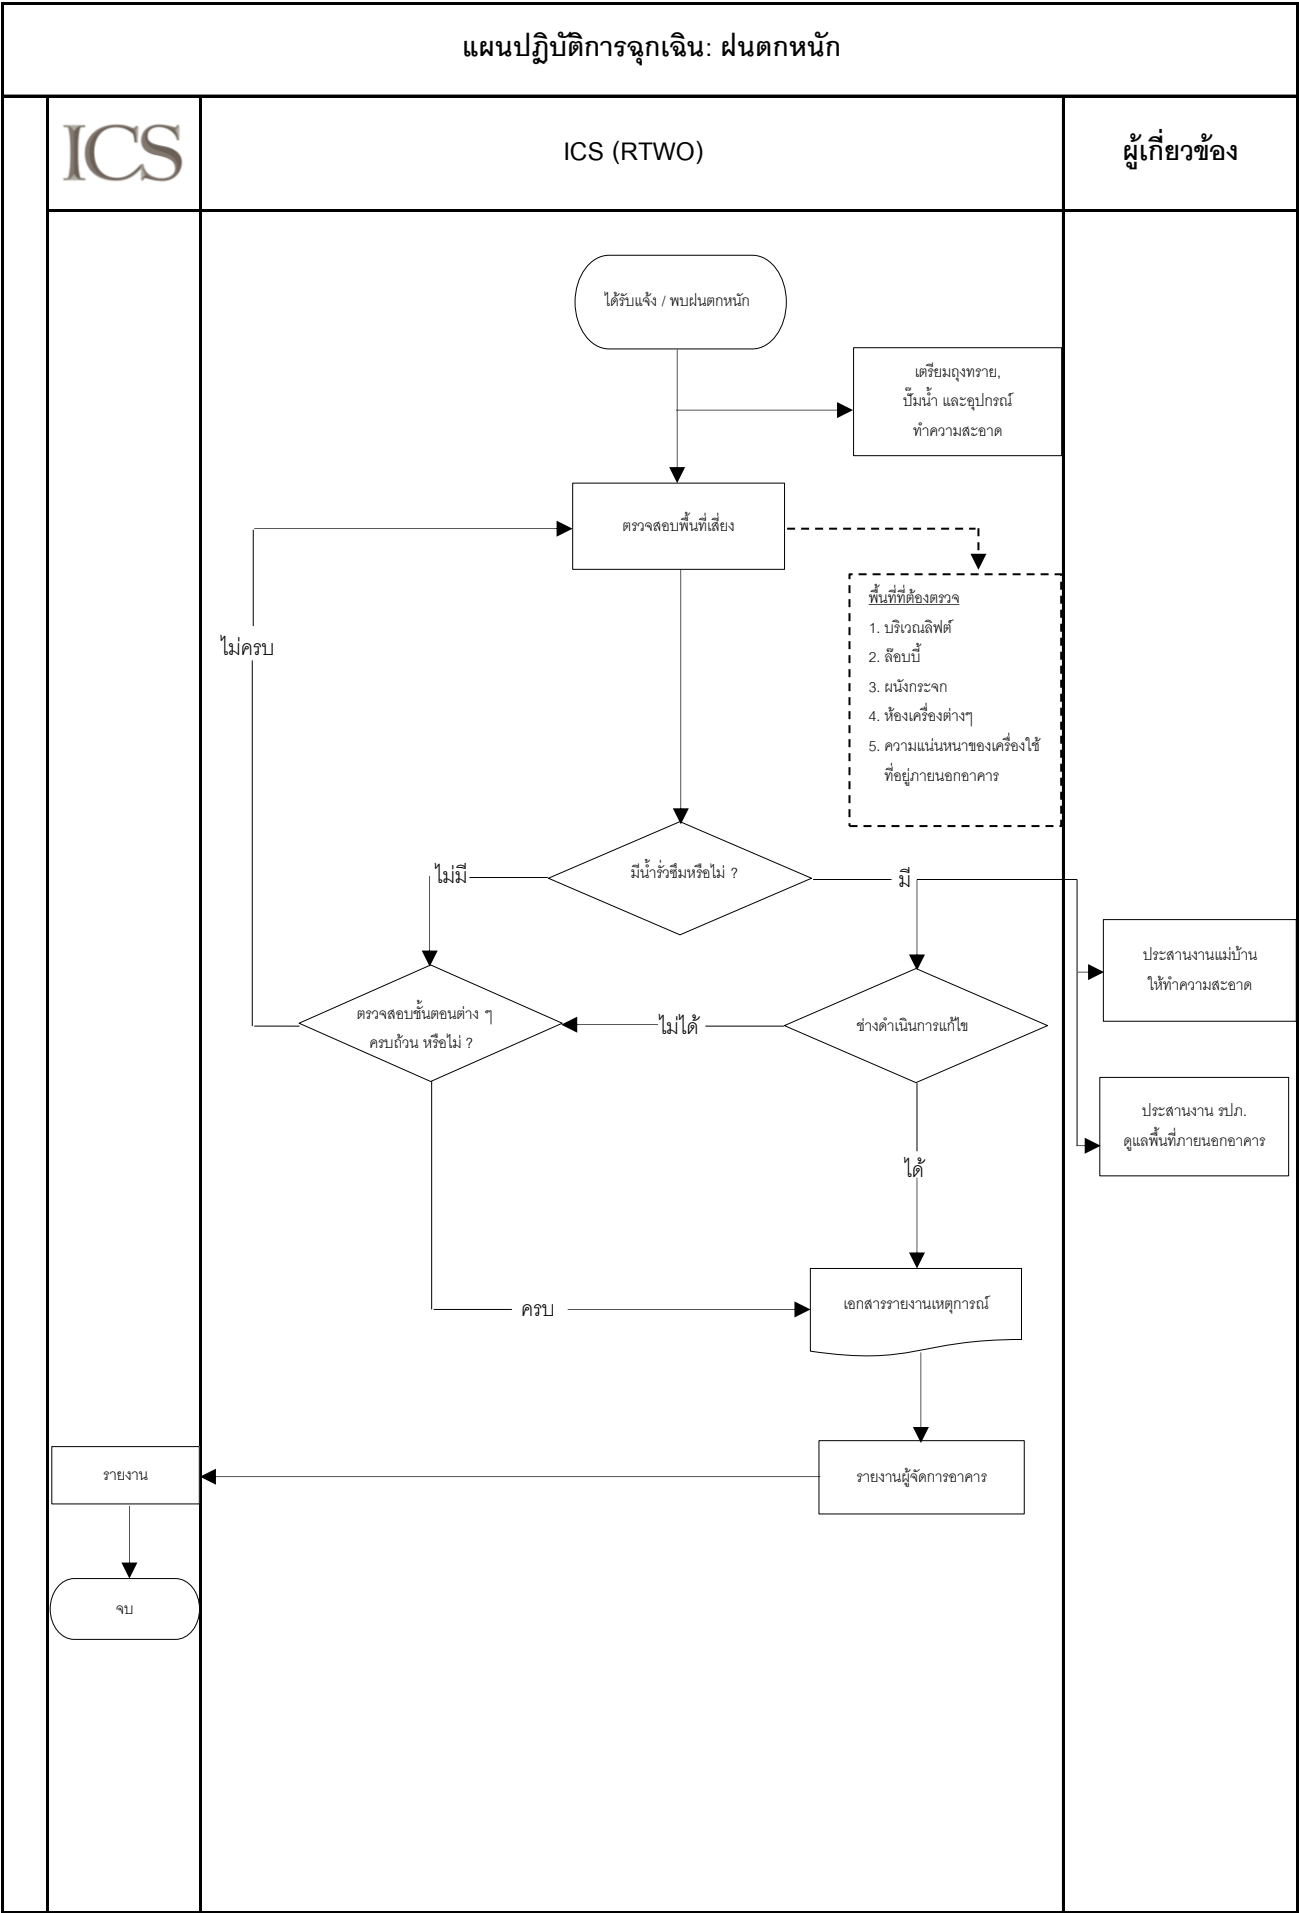 แผนปฏิบัติการฉุกเฉิน: ฝนตกหนัก
ICS
ICS (RTWO)
ผู้เกี่ยวข้อง
ได้รับแจ้ง / พบฝนตกหนัก
เตรียมถุงทราย,
ปั๊มน้ำ และอุปกรณ์
ทำความสะอาด
ตรวจสอบพื้นที่เสี่ยง
พื้นที่ที่ต้องตรวจ
1. บริเวณลิฟต์
2. ล๊อบบี้
3. ผนังกระจก
4. ห้องเครื่องต่างๆ
5. ความแน่นหนาของเครื่องใช้
ที่อยู่ภายนอกอาคาร
ไม่ครบ
มีน้ำรั่วซึมหรือไม่ ?
ไม่มี
มี
ประสานงานแม่บ้าน
ให้ทำความสะอาด
ตรวจสอบขั้นตอนต่าง ๆ
ครบถ้วน หรือไม่ ?
ไม่ได้
ช่างดำเนินการแก้ไข
ประสานงาน รปภ.
ดูแลพื้นที่ภายนอกอาคาร
ได้
ครบ
เอกสารรายงานเหตุการณ์
รายงาน
รายงานผู้จัดการอาคาร
จบ